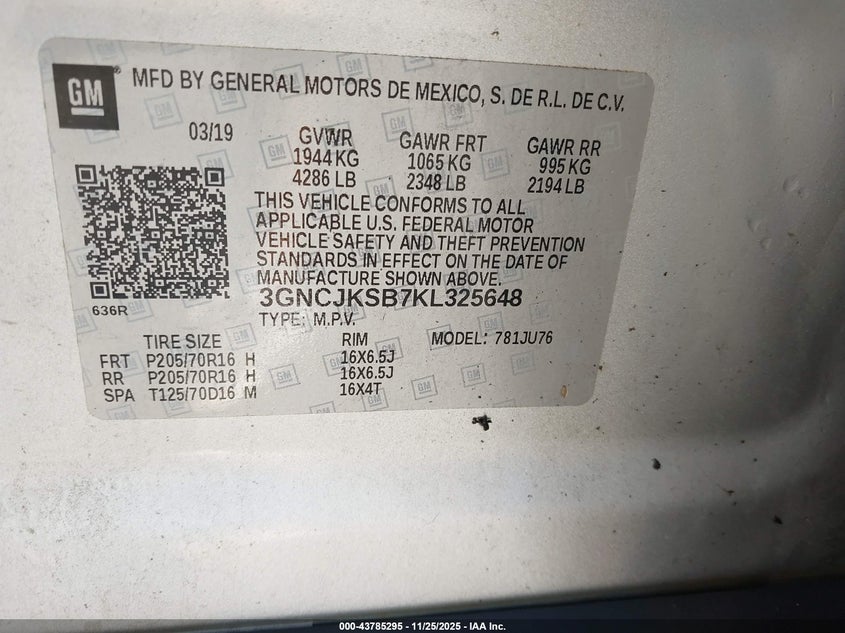 GM ® MFD BY GENERAL MOTORS DE MEXICO, S. DE R.L. DE C.V.
03/19 GVWR GAWR FRT GAWR RR
1944 KG 1065 KG 995 KG
4286 LB 2348 LB 2194 LB
THIS VEHICLE CONFORMS TO ALL
APPLICABLE U.S. FEDERAL MOTOR
VEHICLE SAFETY AND THEFT PREVENTION
STANDARDS IN EFFECT ON THE DATE OF
MANUFACTURE SHOWN ABOVE.
3GNCJKSB7KL325648
636R
TYPE: M.P.V.
TIRE SIZE RIM MODEL: 781JU76
FRT P205/70R16 H 16X6.5J
RR P205/70R16 H 16X6.5J
SPA T125/70D16 M 16X4T
000-43785295 - 11/25/2025 - IAA Inc.